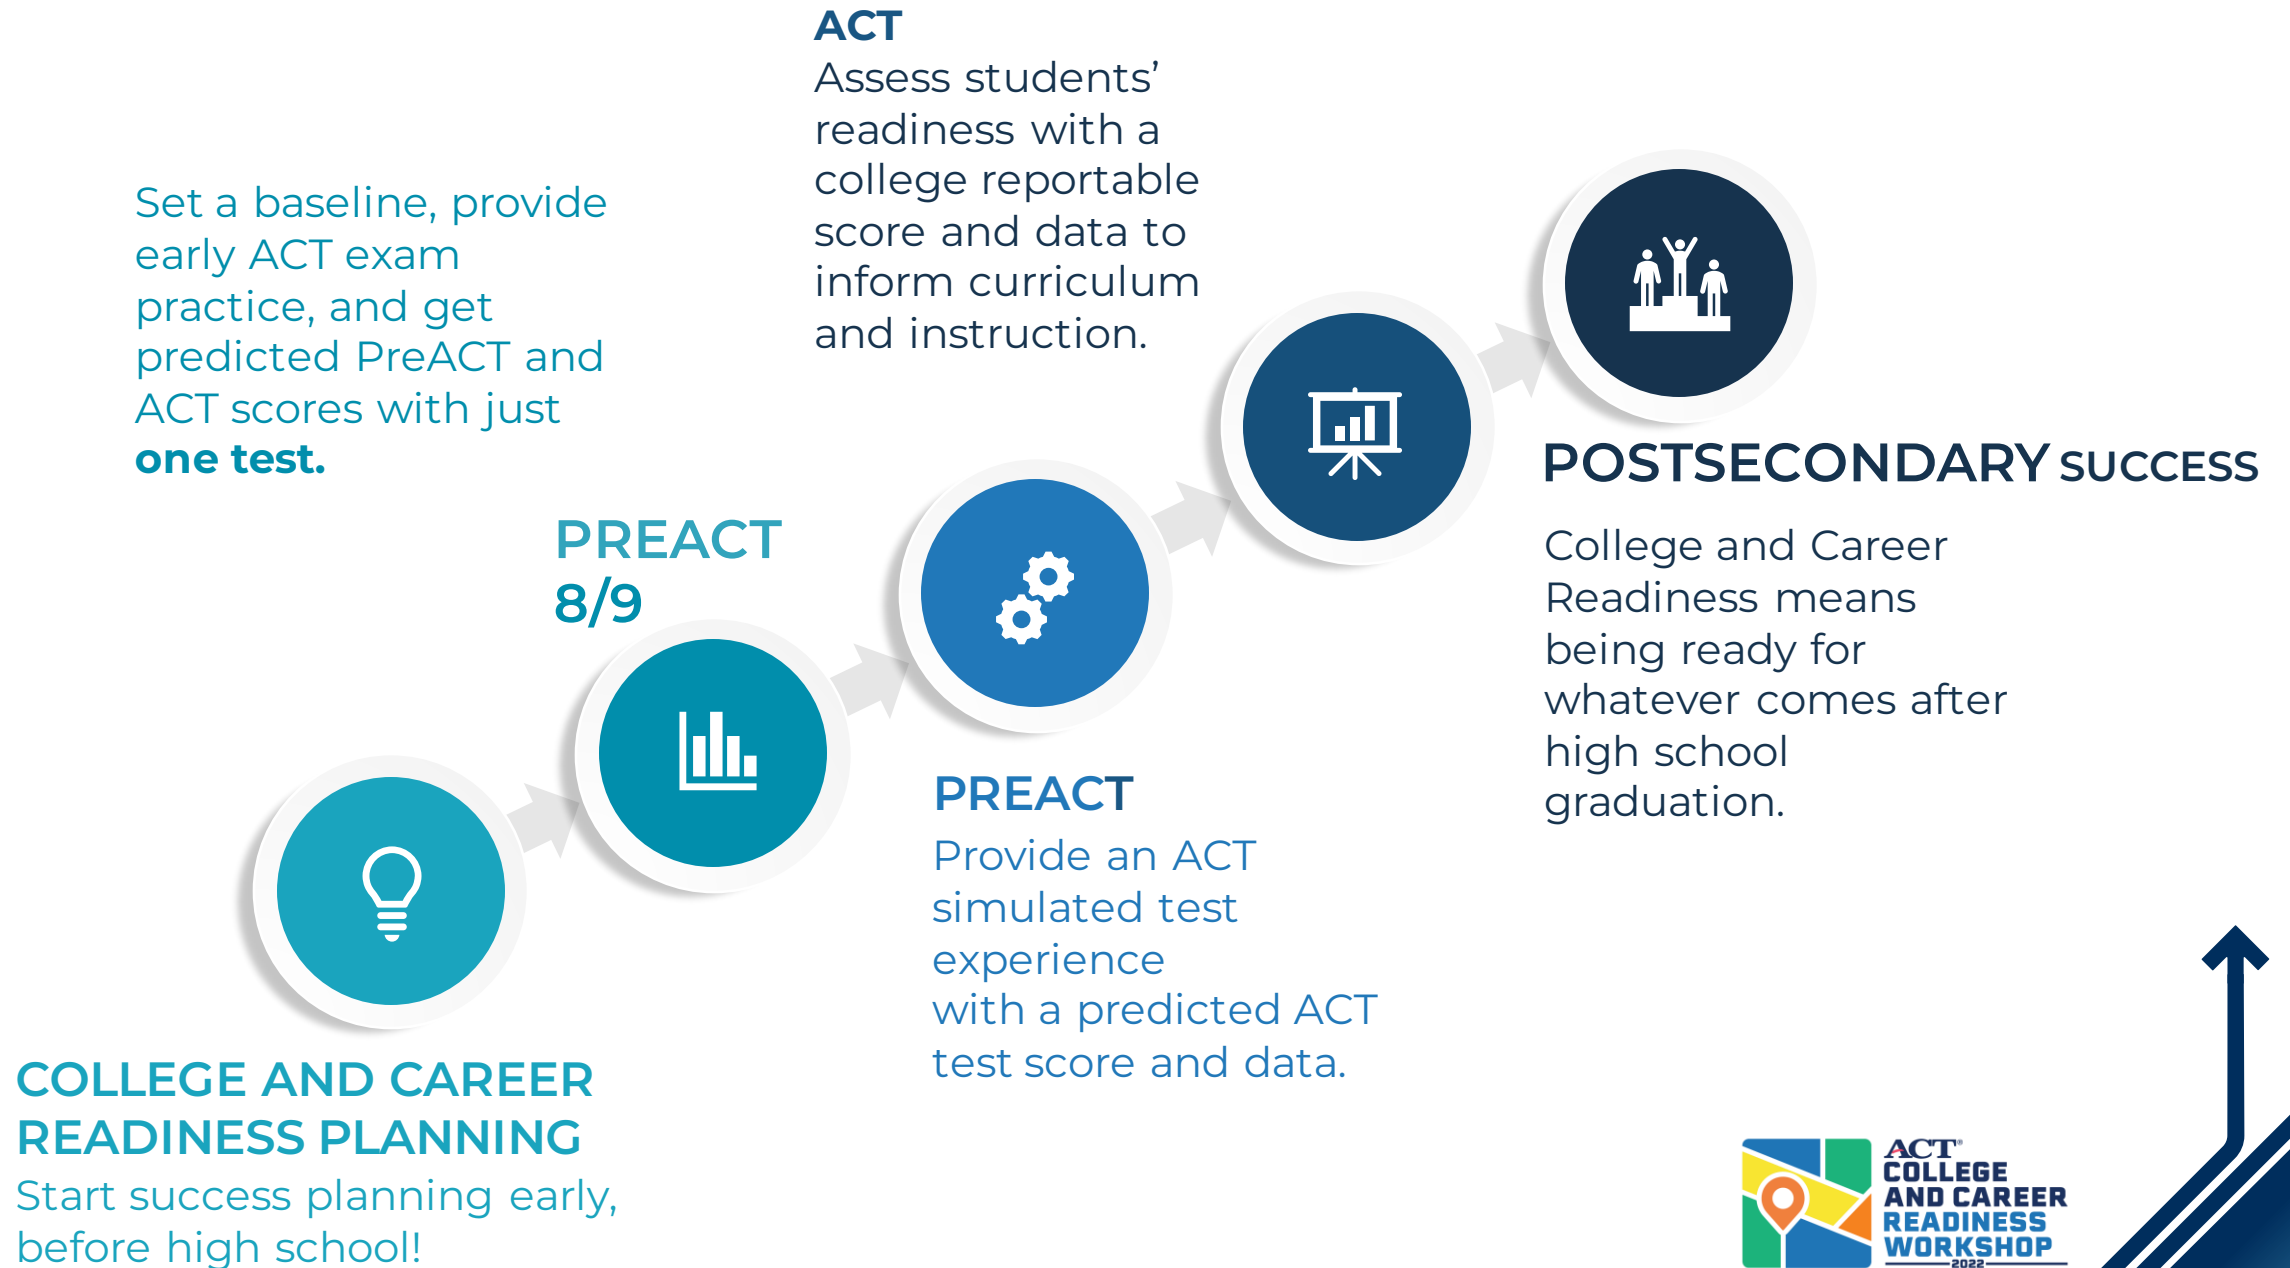 ACT
Assess students’
readiness with a
college reportable
score and data to
inform curriculum
and instruction.
Set a baseline, provide
early ACT exam
practice, and get
predicted PreACT and
ACT scores with just
one test.
PREACT
8/9
POSTSECONDARY SUCCESS
College and Career
Readiness means
being ready for
whatever comes after
high school
graduation.
PREACT
Provide an ACT
simulated test
experience
with a predicted ACT
test score and data.
COLLEGE AND CAREER
READINESS PLANNING
Start success planning early,
before high school!
ACT®
COLLEGE
AND CAREER
READINESS
WORKSHOP
2022